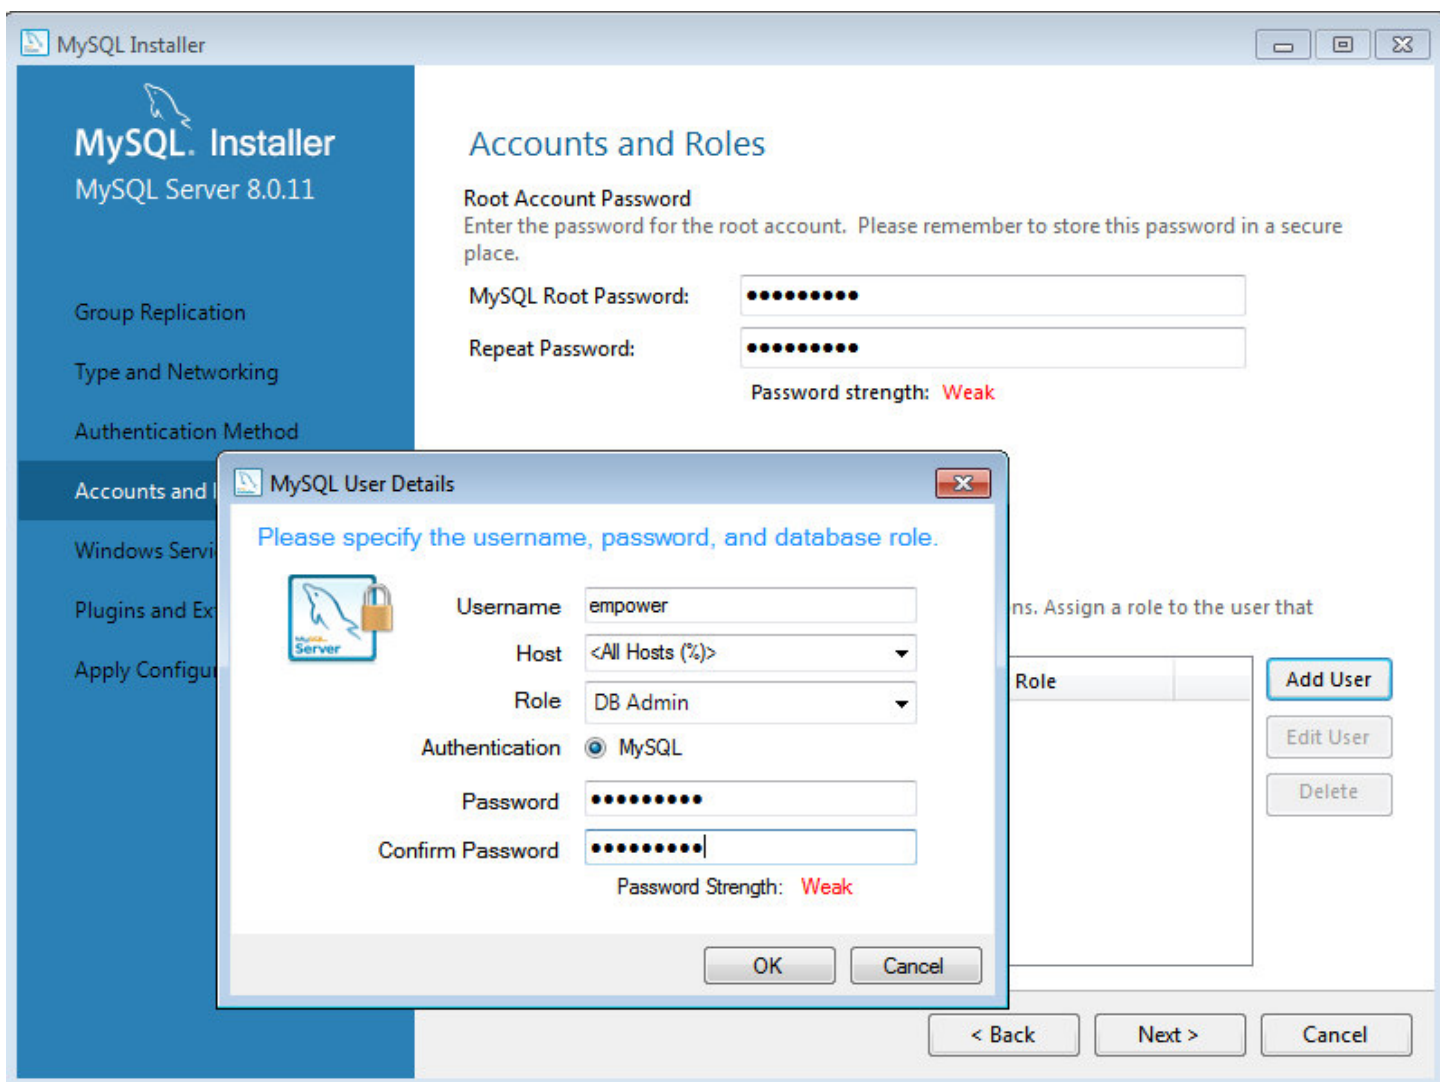 MySQL Installer
MySQL. Installer
MySQL Server 8.0.11
Group Replication
Type and Networking
Authentication Method
Accounts and
Windows Servi
Plugins and Ex
Apply Configu
Accounts and Roles
Root Account Password
Enter the password for the root account. Please remember to store this password in a secure
place.
MySQL Root Password: ●●●●●●●●●
Repeat Password: ●●●●●●●●●
Password strength: Weak
ns. Assign a role to the user that
Role
Add User
Edit User
Delete
MySQL User Details
Please specify the username, password, and database role.
MySQL
Server
Username empower
Host <All Hosts (%)>
Role DB Admin
Authentication MySQL
Password ●●●●●●●●●
Confirm Password ●●●●●●●●●
Password Strength: Weak
OK Cancel
< Back Next > Cancel